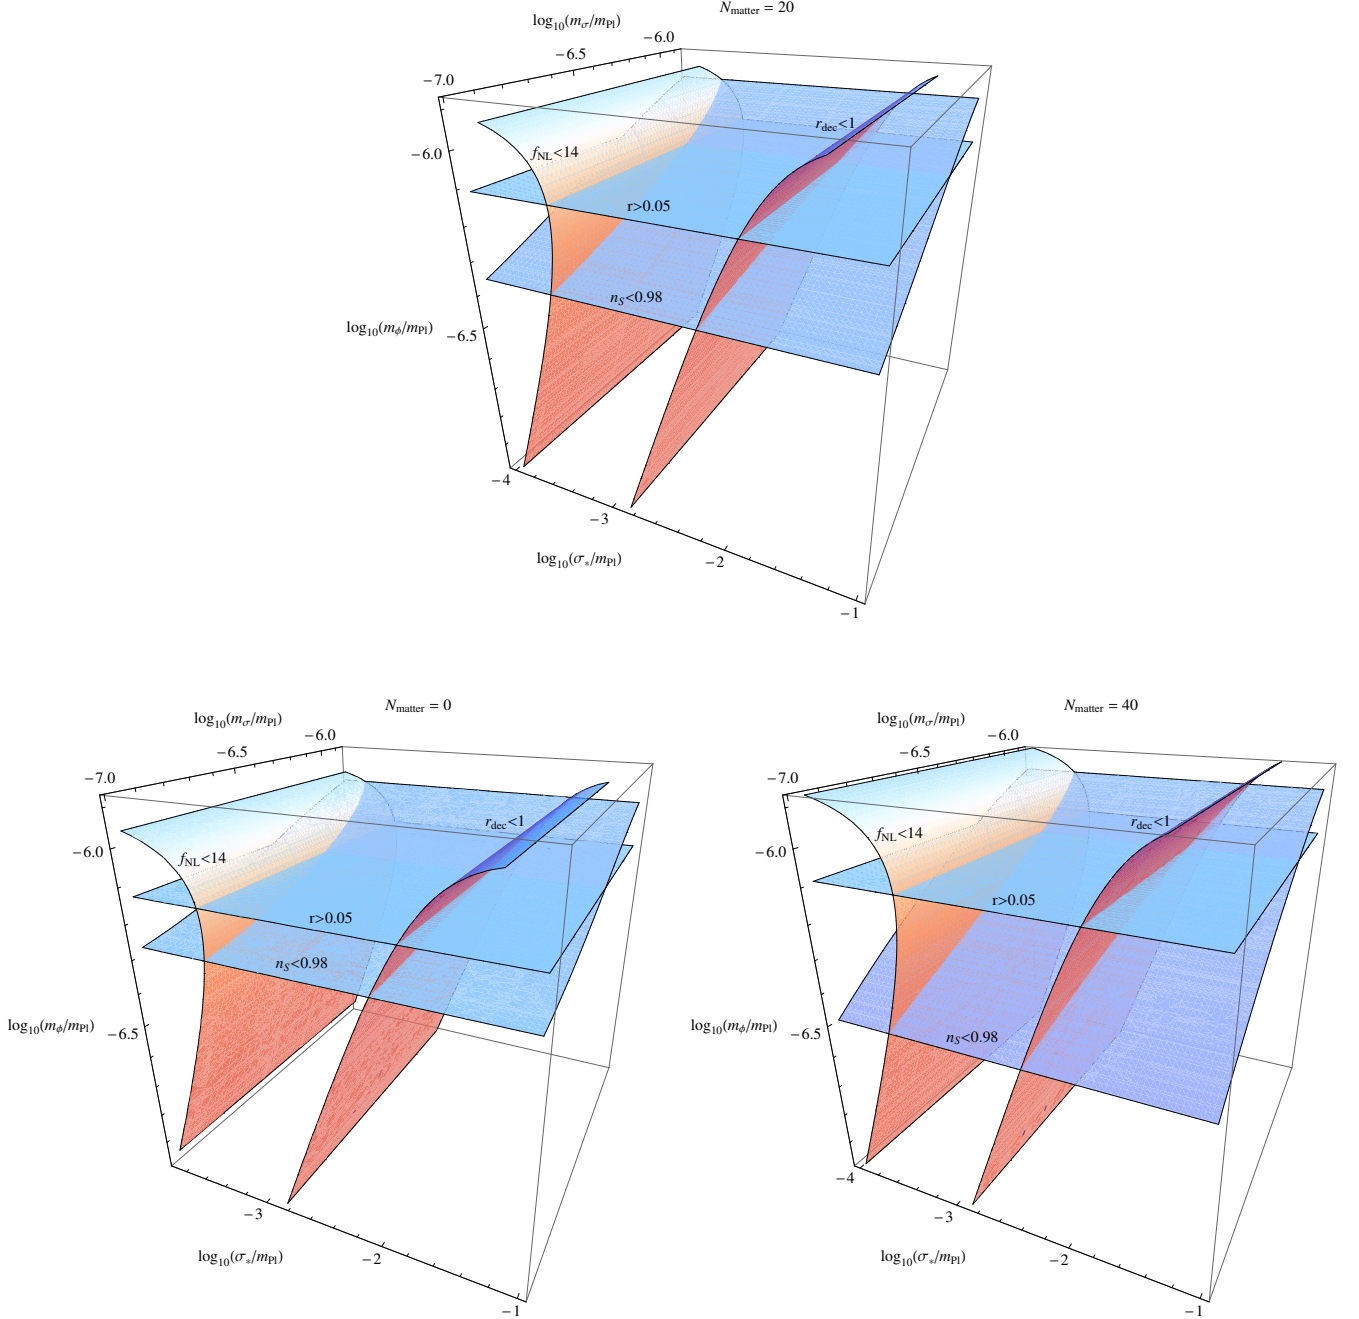 N_matter = 20
log10(mσ/mPl)
−7.0
−6.5
−6.0
f_NL<14
r_dec<1
r>0.05
n_S<0.98
−6.0
−6.5
log10(mϕ/mPl)
−4
−3
−2
−1
log10(σ*/mPl)
N_matter = 0
log10(mσ/mPl)
−7.0
−6.5
−6.0
f_NL<14
r_dec<1
r>0.05
n_S<0.98
−6.0
−6.5
log10(mϕ/mPl)
−3
−2
−1
log10(σ*/mPl)
N_matter = 40
log10(mσ/mPl)
−7.0
−6.5
−6.0
f_NL<14
r_dec<1
r>0.05
n_S<0.98
−6.0
−6.5
log10(mϕ/mPl)
−4
−3
−2
−1
log10(σ*/mPl)